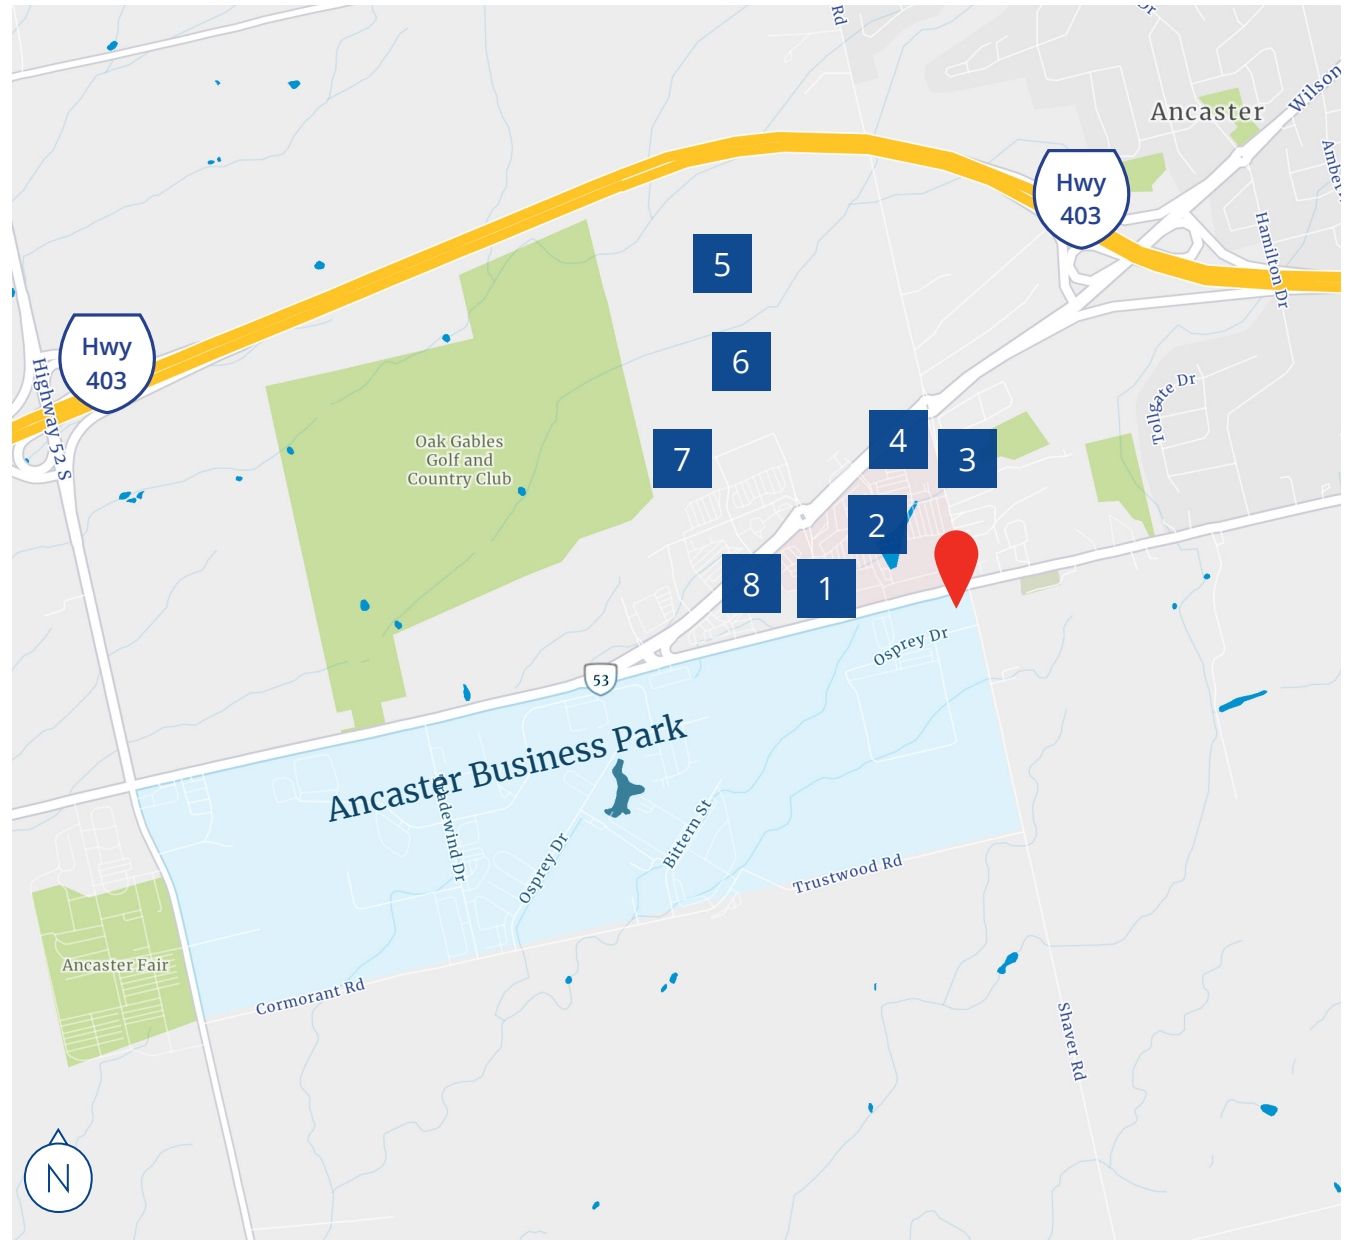 Rd
Dr
Ancaster
Wilson
Hwy
403
Hamilton Dr
5
Hwy
403
Highway 52 S
6
Tollgate Dr
Oak Gables
Golf and
Country Club
4
3
7
2
8
1
Osprey Dr
53
Ancaster Business Park
Tradewind Dr
Osprey Dr
Bittern St
Trustwood Rd
Ancaster Fair
Cormorant Rd
Shaver Rd
N